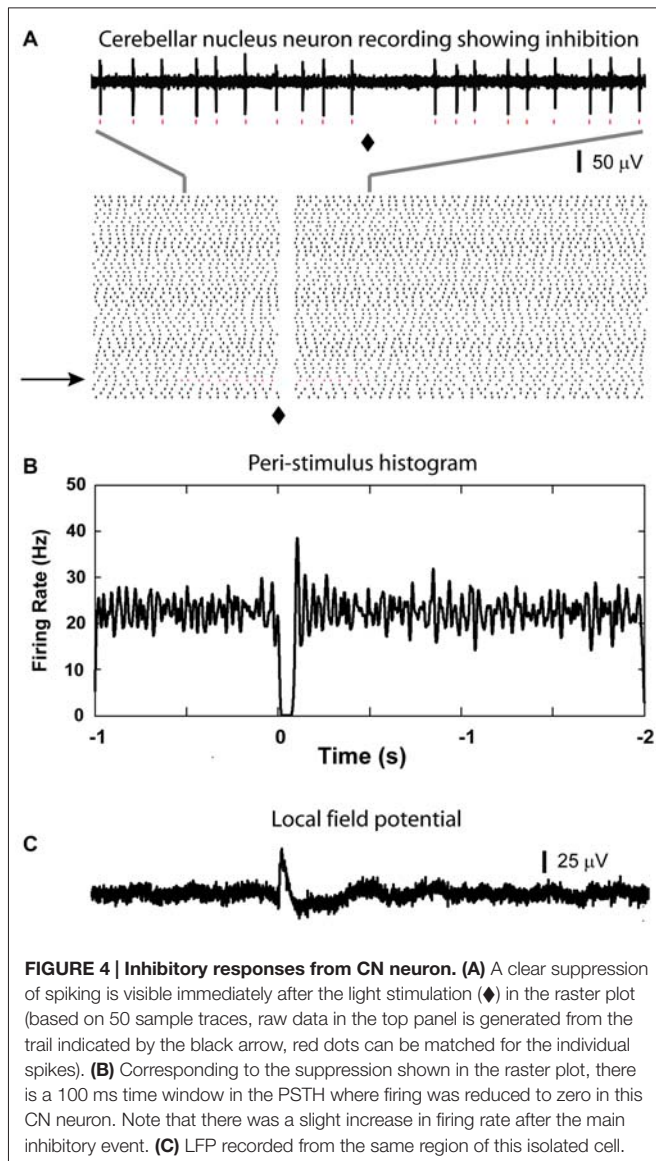 A
Cerebellar nucleus neuron recording showing inhibition
50 µV
B
Peri-stimulus histogram
50
40
30
20
10
0
Firing Rate (Hz)
-1
0
-1
-2
Time (s)
Local field potential
C
25 µV
FIGURE 4 | Inhibitory responses from CN neuron. (A) A clear suppression
of spiking is visible immediately after the light stimulation (♦) in the raster plot
(based on 50 sample traces, raw data in the top panel is generated from the
trail indicated by the black arrow, red dots can be matched for the individual
spikes). (B) Corresponding to the suppression shown in the raster plot, there
is a 100 ms time window in the PSTH where firing was reduced to zero in this
CN neuron. Note that there was a slight increase in firing rate after the main
inhibitory event. (C) LFP recorded from the same region of this isolated cell.